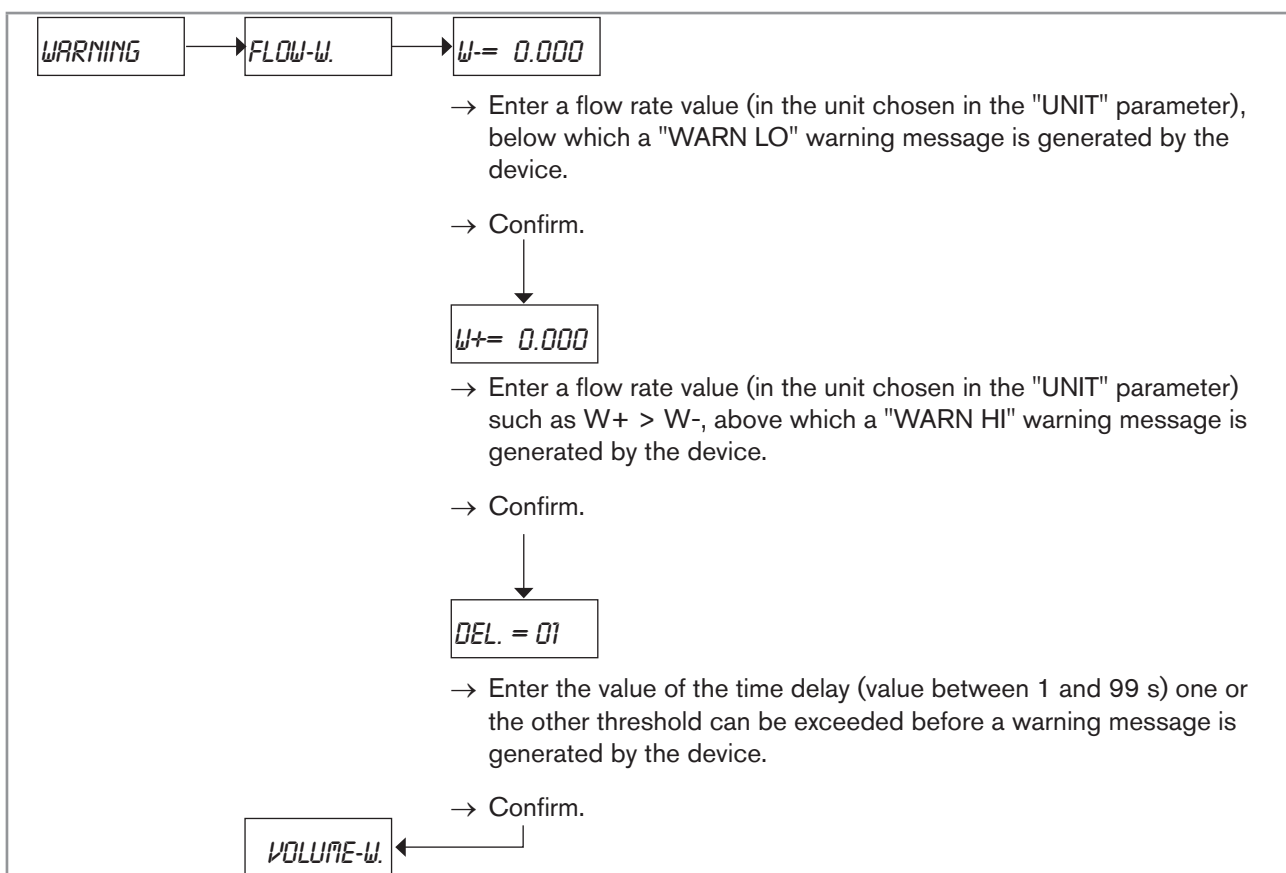 WARNING
FLOW-W.
W-= 0.000
→ Enter a flow rate value (in the unit chosen in the "UNIT" parameter),
below which a "WARN LO" warning message is generated by the
device.
→ Confirm.
W+= 0.000
→ Enter a flow rate value (in the unit chosen in the "UNIT" parameter)
such as W+ > W-, above which a "WARN HI" warning message is
generated by the device.
→ Confirm.
DEL. = 01
→ Enter the value of the time delay (value between 1 and 99 s) one or
the other threshold can be exceeded before a warning message is
generated by the device.
→ Confirm.
VOLUME-W.